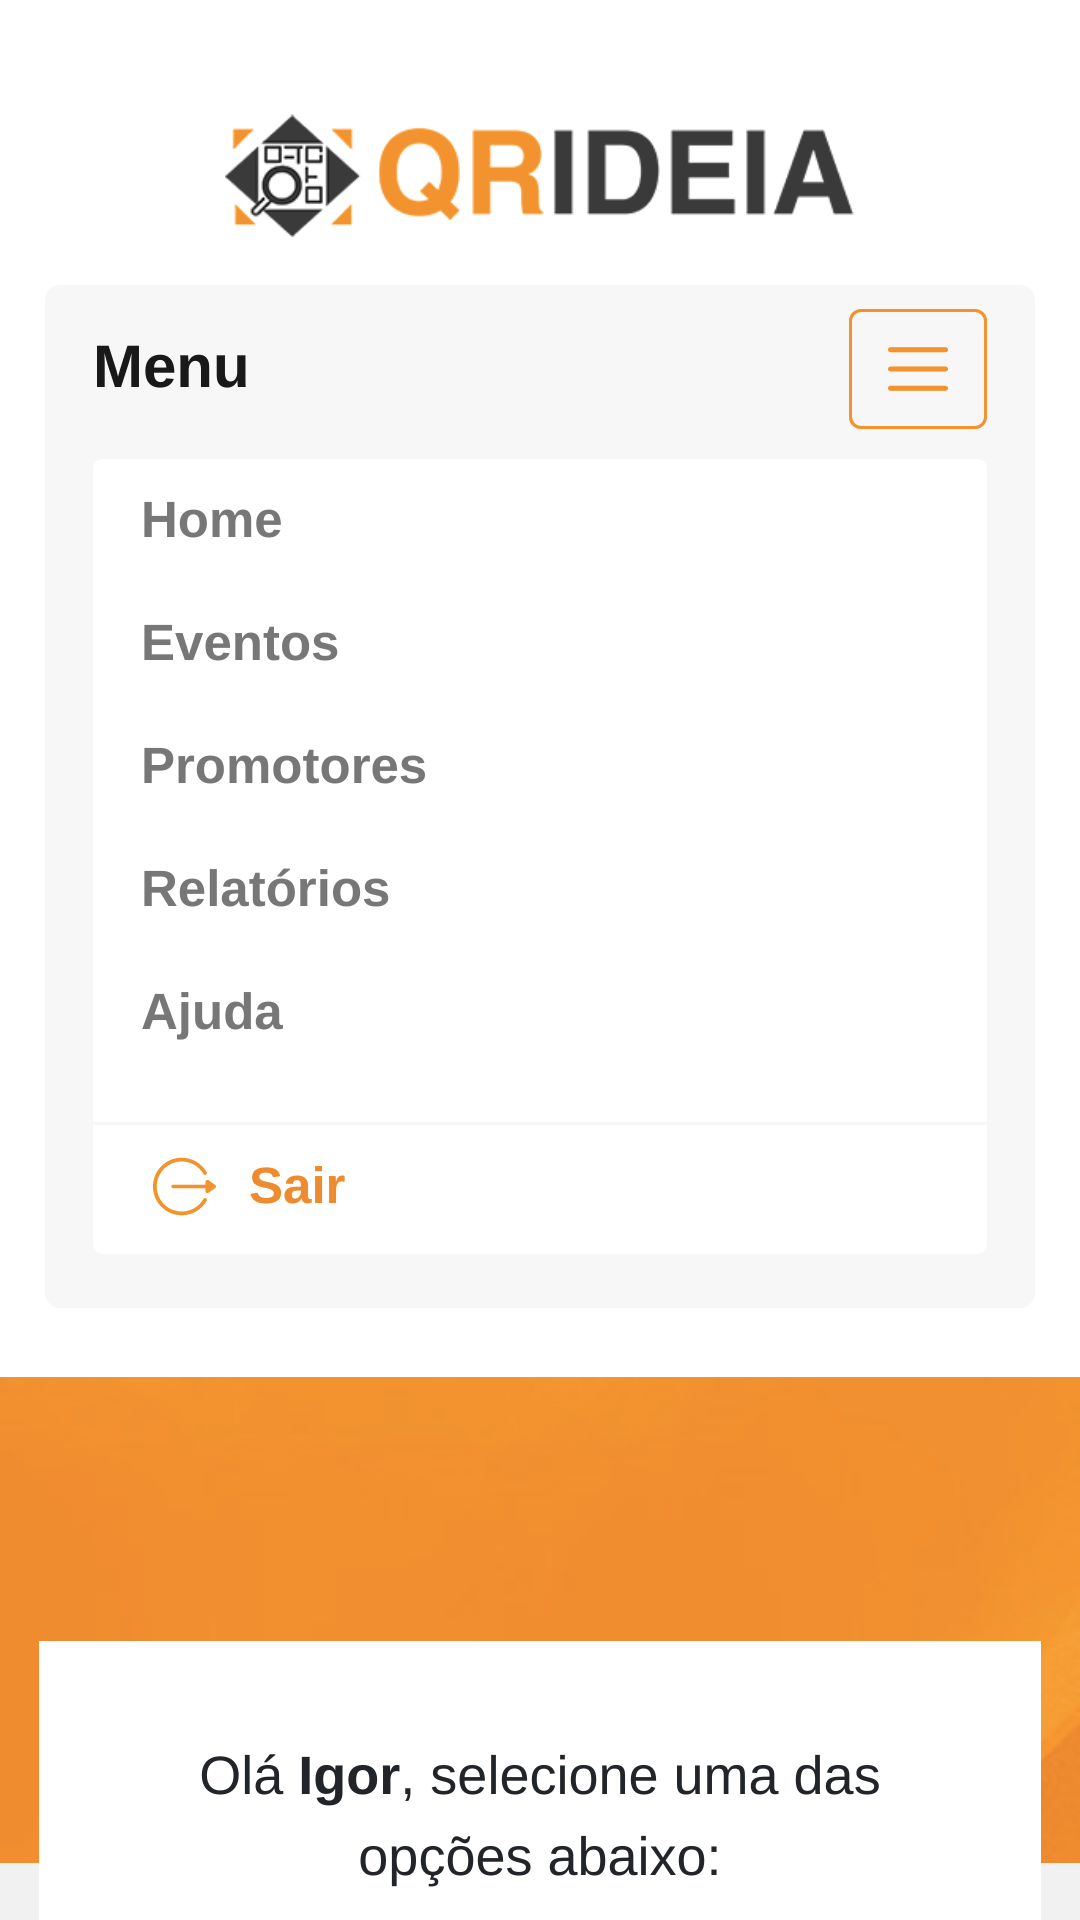 QRIDEIA
Menu
Home
Eventos
Promotores
Relatórios
Ajuda
Sair
Olá Igor, selecione uma das
opções abaixo: